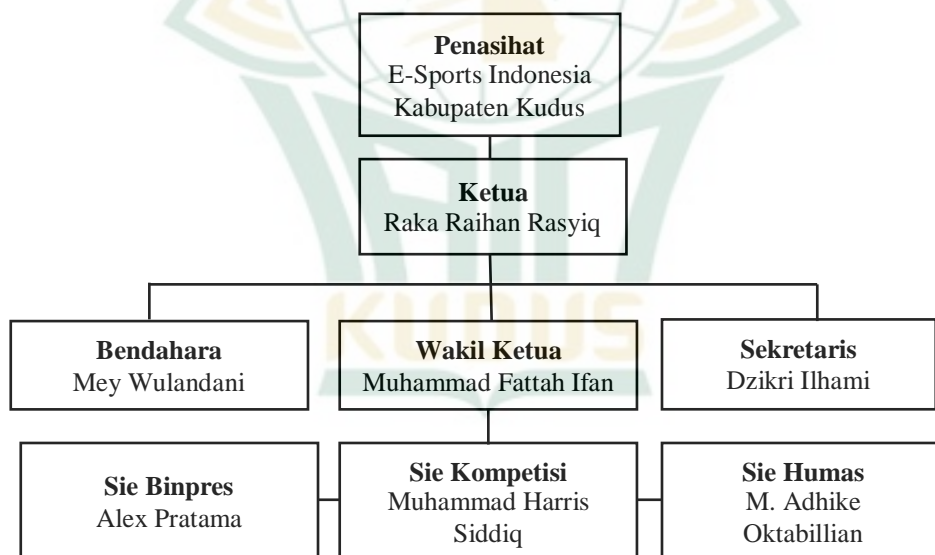 Penasihat
E-Sports Indonesia
Kabupaten Kudus
Ketua
Raka Raihan Rasyiq
Bendahara
Mey Wulandani
Wakil Ketua
Muhammad Fattah Ifan
Sekretaris
Dzikri Ilhami
Sie Binpres
Alex Pratama
Sie Kompetisi
Muhammad Harris
Siddiq
Sie Humas
M. Adhike
Oktabillian
KUDUS